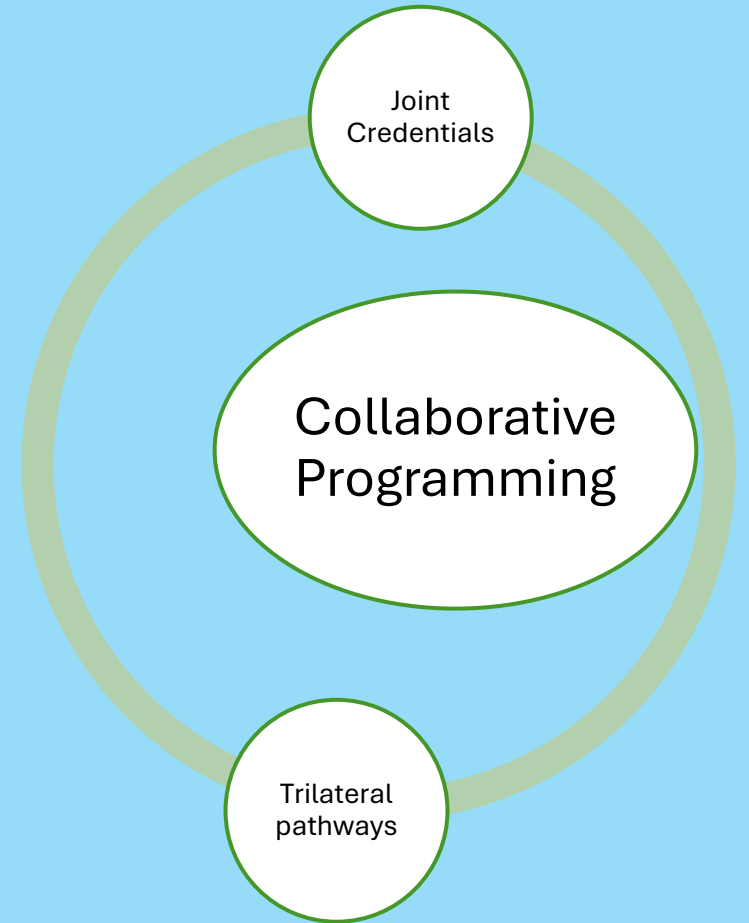 Joint
Credentials
Collaborative
Programming
Trilateral
pathways